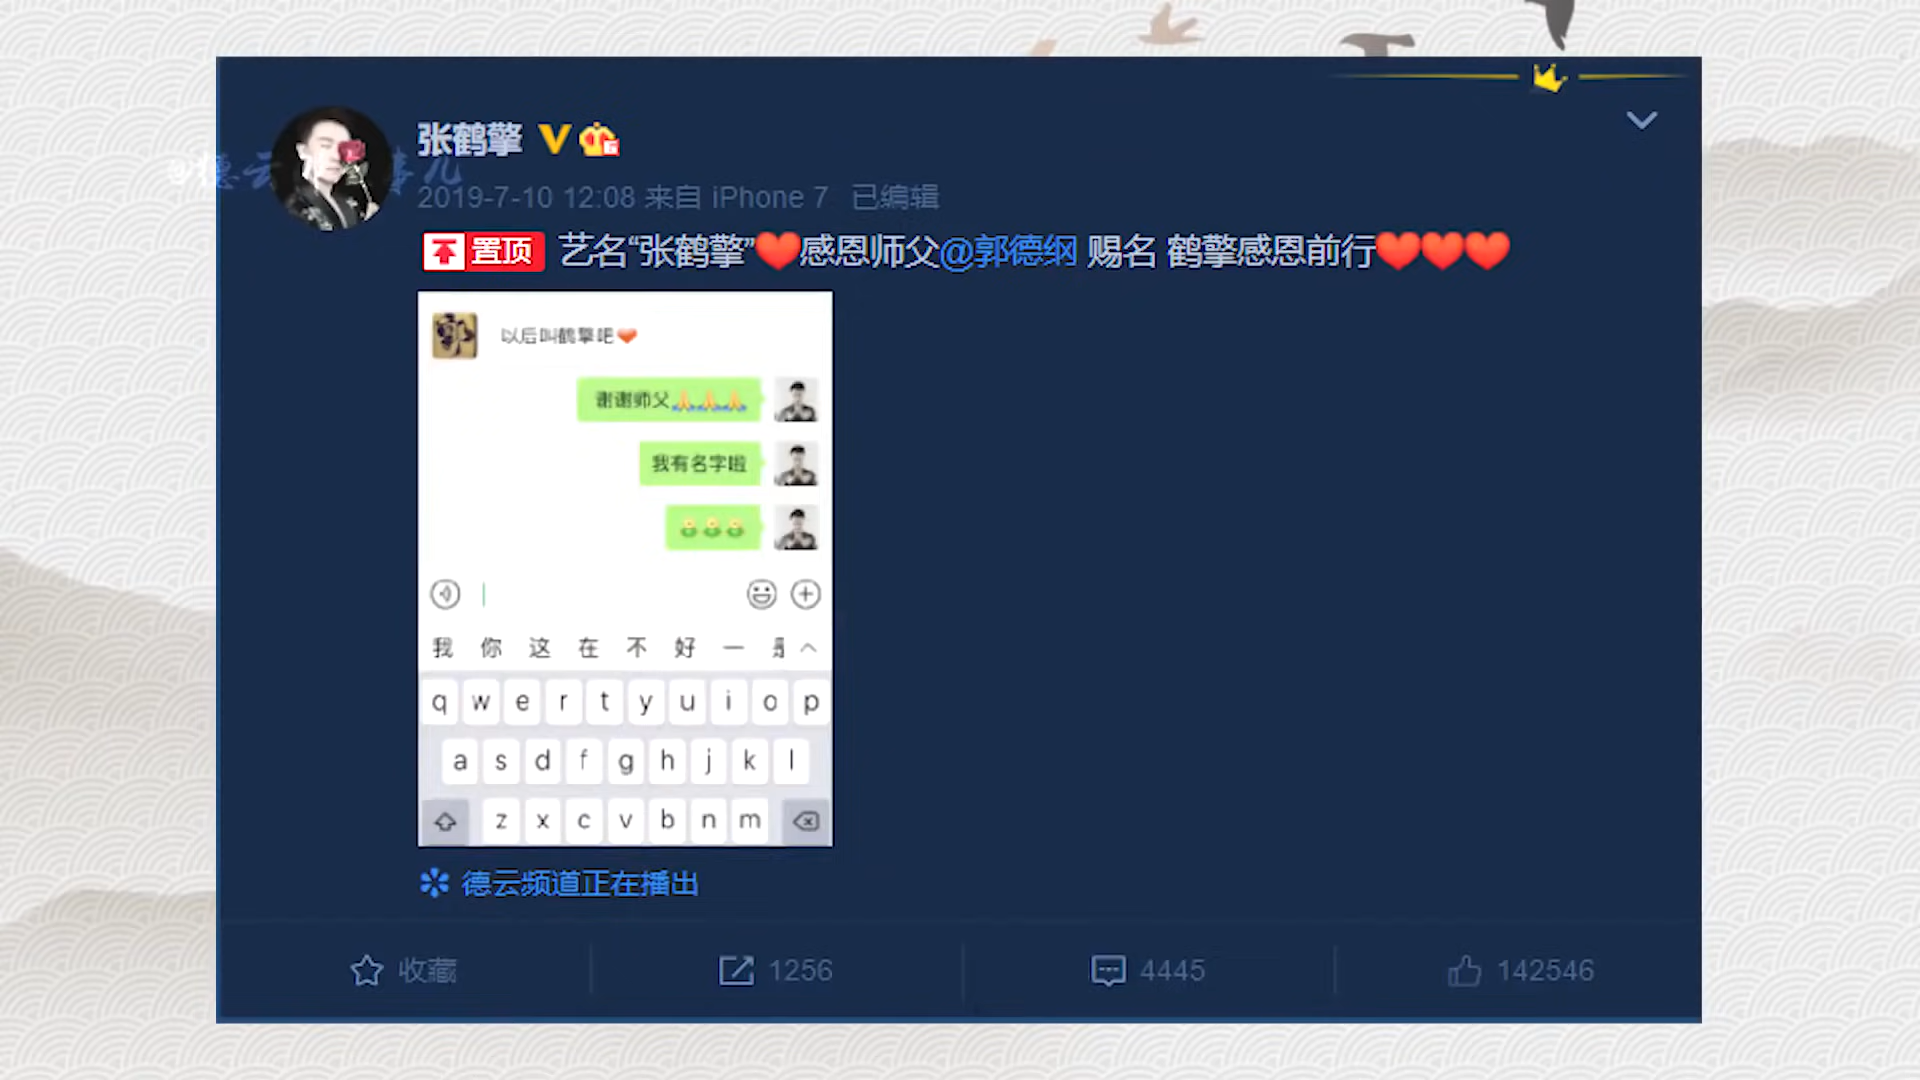 张鹤擎
2019-7-10 12:08 来自 iPhone 7 已编辑
置顶 艺名“张鹤擎”❤️感恩师父@郭德纲 赐名 鹤擎感恩前行❤️❤️❤️
以后叫鹤擎吧❤️
谢谢师父🙏🙏🙏
我有名字啦
我 你 这 在 不 好 一
q w e r t y u i o p
a s d f g h j k l
z x c v b n m
德云频道正在播出
收藏 1256 4445 142546